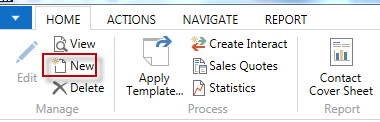 HOME ACTIONS NAVIGATE REPORT
Edit
View
New
Delete
Manage
Apply
Template...
Create Interact
Sales Quotes
Statistics
Process
Contact
Cover Sheet
Report